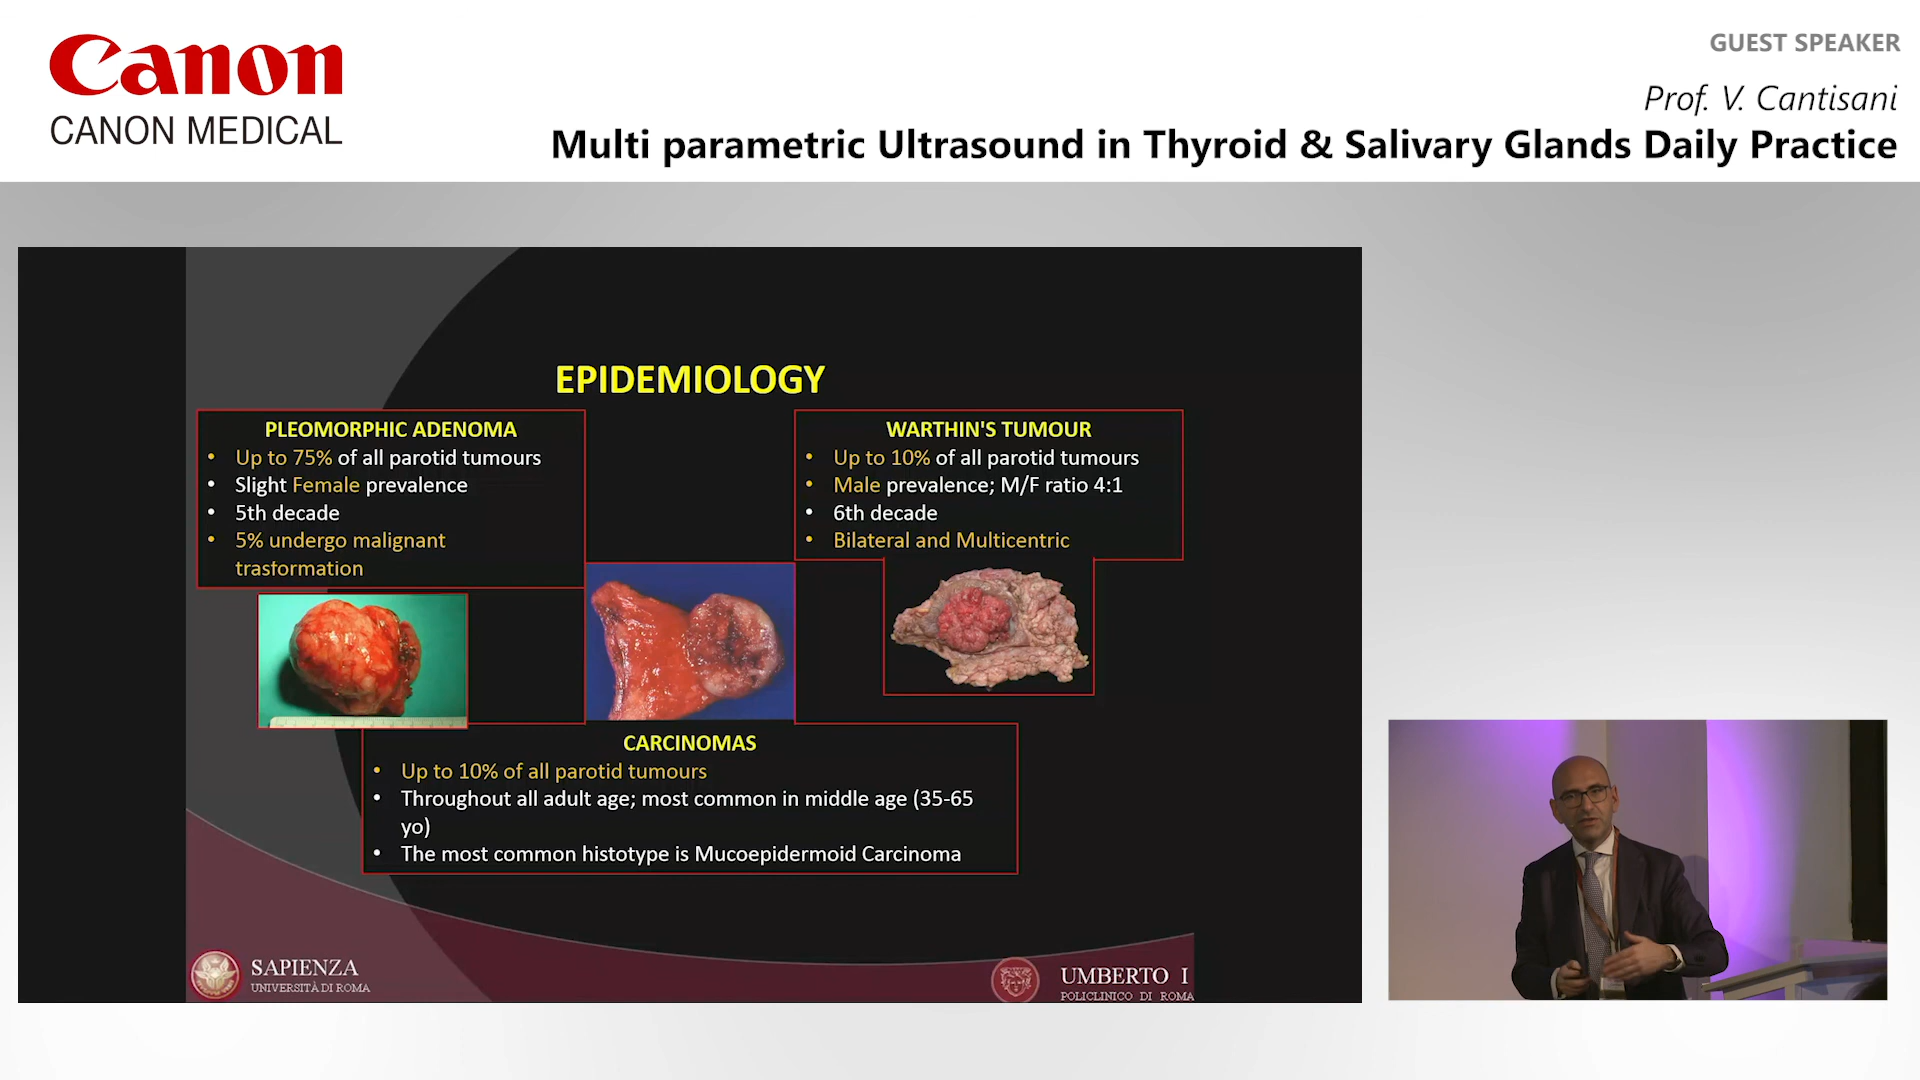 Canon
CANON MEDICAL
GUEST SPEAKER
Prof. V. Cantisani
Multi parametric Ultrasound in Thyroid & Salivary Glands Daily Practice
EPIDEMIOLOGY
PLEOMORPHIC ADENOMA
• Up to 75% of all parotid tumours
• Slight Female prevalence
• 5th decade
• 5% undergo malignant
trasformation
WARTHIN'S TUMOUR
• Up to 10% of all parotid tumours
• Male prevalence; M/F ratio 4:1
• 6th decade
• Bilateral and Multicentric
CARCINOMAS
• Up to 10% of all parotid tumours
• Throughout all adult age; most common in middle age (35-65
yo)
• The most common histotype is Mucoepidermoid Carcinoma
SAPIENZA
UNIVERSITÀ DI ROMA
UMBERTO I
POLICLINICO DI ROMA